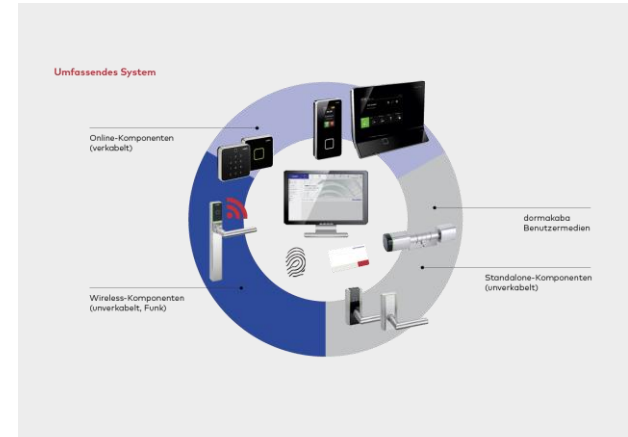 Umfassendes System
Online-Komponenten
(verkabelt)
dormakaba
Benutzermedien
Standalone-Komponenten
(unverkabelt)
Wireless-Komponenten
(unverkabelt, Funk)